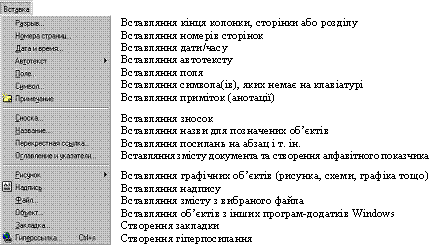 Вставка
Разрыв... Вставляння кінця колонки, сторінки або розділу
Номера страниц... Вставляння номерів сторінок
Дата и время... Вставляння дати/часу
Автотекст Вставляння автотексту
Поле... Вставляння поля
Символ... Вставляння символа(ів), яких немає на клавіатурі
Примечание Вставляння приміток (анотації)
Сноска... Вставляння зносок
Название... Вставляння назви для позначених об’єктів
Перекрестная ссылка... Вставляння посилань на абзац і т. ін.
Оглавление и указатели... Вставляння змісту документа та створення алфавітного показчика
Рисунок Вставляння графічних об’єктів (рисунка, схеми, графіка тощо)
Надпись Вставляння надпису
Файл... Вставляння змісту з вибраного файла
Объект... Вставляння об’єктів з інших програм-додатків Windows
Закладка... Створення закладки
Гиперссылка... Ctrl+s Створення гіперпосилання